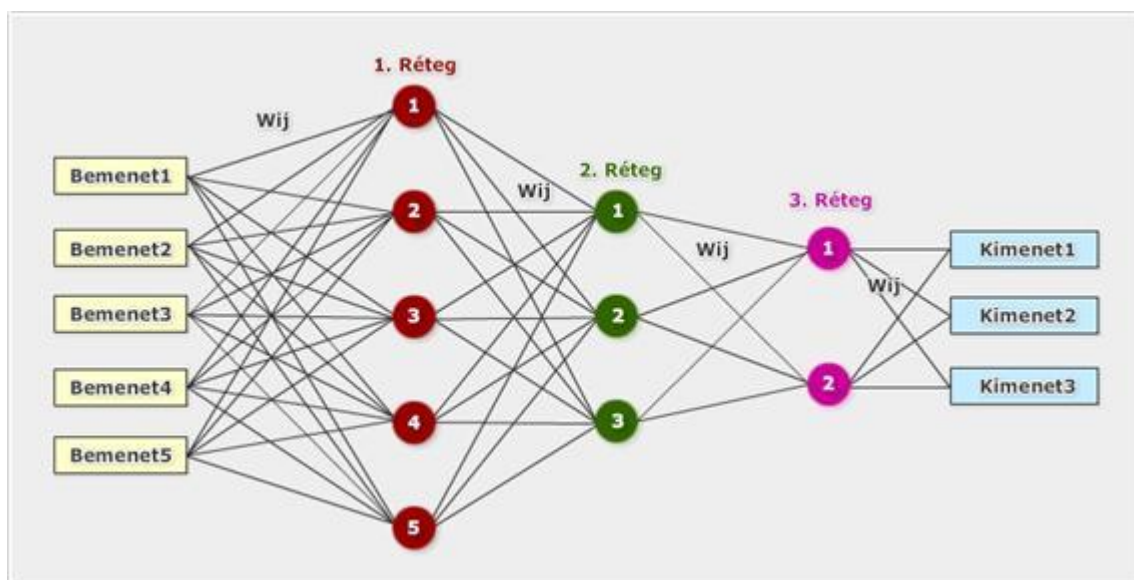 1. Réteg
1
Wij
Bemenet1
2
Wij
2. Réteg
1
3. Réteg
Bemenet2
Wij
1
Kimenet1
Wij
Bemenet3
3
2
Kimenet2
Bemenet4
2
Kimenet3
4
3
Bemenet5
5